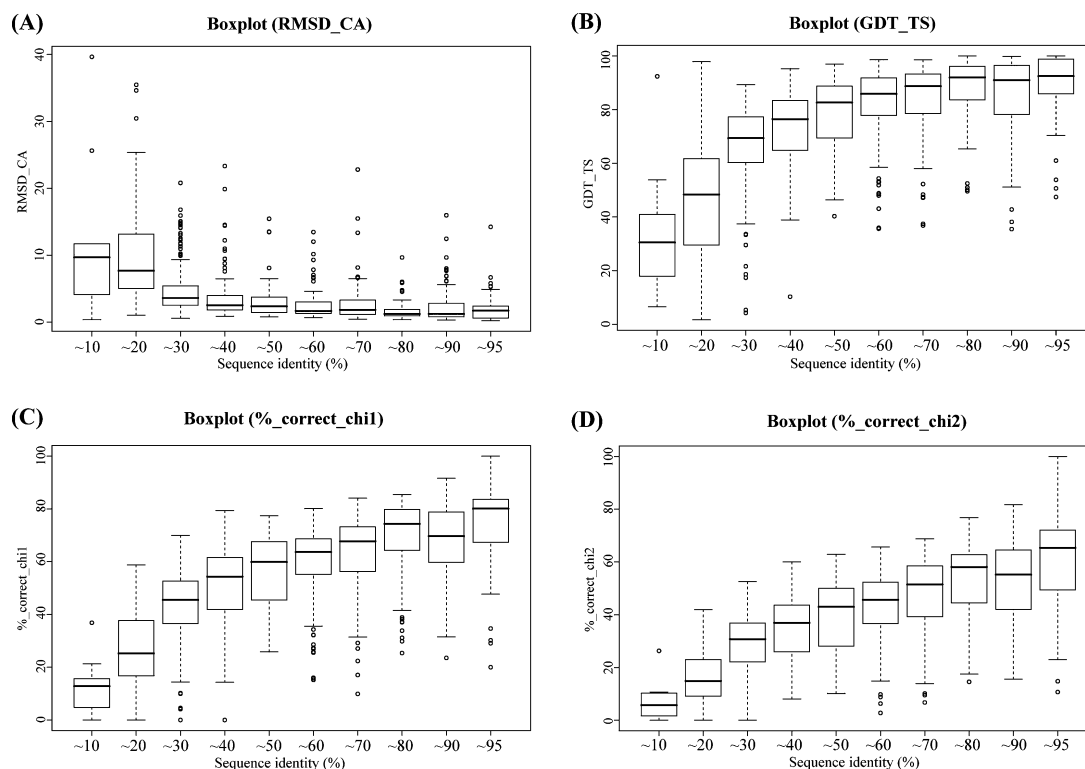 (A) Boxplot (RMSD_CA)
RMSD_CA
40
30
20
10
0
~10 ~20 ~30 ~40 ~50 ~60 ~70 ~80 ~90 ~95
Sequence identity (%)
(B) Boxplot (GDT_TS)
GDT_TS
100
80
60
40
20
0
~10 ~20 ~30 ~40 ~50 ~60 ~70 ~80 ~90 ~95
Sequence identity (%)
(C) Boxplot (%_correct_chi1)
%_correct_chi1
100
80
60
40
20
0
~10 ~20 ~30 ~40 ~50 ~60 ~70 ~80 ~90 ~95
Sequence identity (%)
(D) Boxplot (%_correct_chi2)
%_correct_chi2
100
80
60
40
20
0
~10 ~20 ~30 ~40 ~50 ~60 ~70 ~80 ~90 ~95
Sequence identity (%)